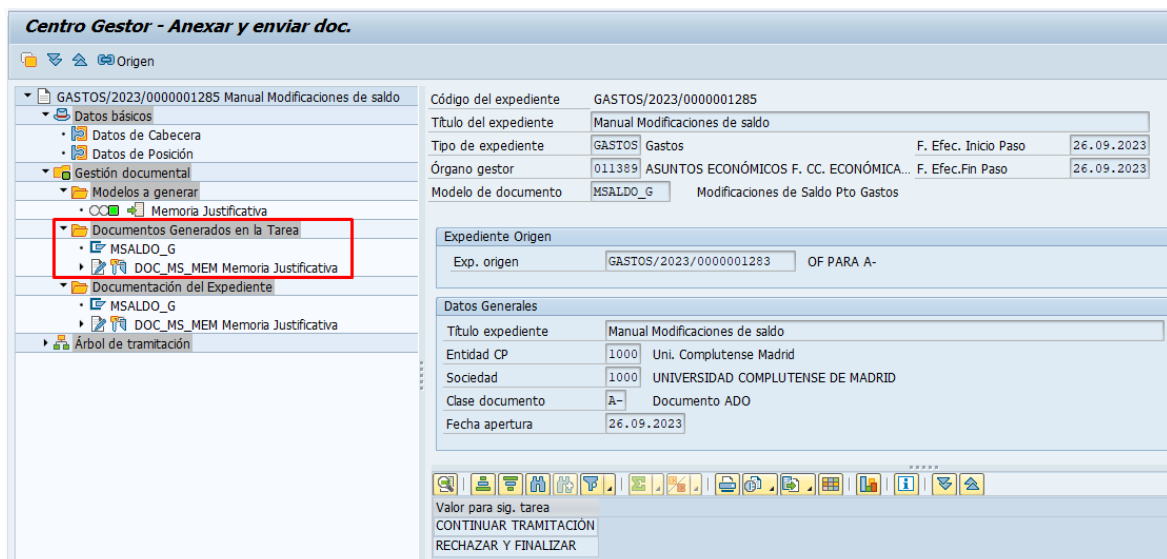 Centro Gestor - Anexar y enviar doc.
Origen
GASTOS/2023/0000001285 Manual Modificaciones de saldo
Datos básicos
Datos de Cabecera
Datos de Posición
Gestión documental
Modelos a generar
Memoria Justificativa
Documentos Generados en la Tarea
MSALDO_G
DOC_MS_MEM Memoria Justificativa
Documentación del Expediente
MSALDO_G
DOC_MS_MEM Memoria Justificativa
Árbol de tramitación
Código del expediente GASTOS/2023/0000001285
Título del expediente Manual Modificaciones de saldo
Tipo de expediente GASTOS Gastos F. Efec. Inicio Paso 26.09.2023
Órgano gestor 011389 ASUNTOS ECONÓMICOS F. CC. ECONÓMICA... F. Efec.Fin Paso 26.09.2023
Modelo de documento MSALDO_G Modificaciones de Saldo Pto Gastos
Expediente Origen
Exp. origen GASTOS/2023/0000001283 OF PARA A-
Datos Generales
Título expediente Manual Modificaciones de saldo
Entidad CP 1000 Uni. Complutense Madrid
Sociedad 1000 UNIVERSIDAD COMPLUTENSE DE MADRID
Clase documento A- Documento ADO
Fecha apertura 26.09.2023
Valor para sig. tarea
CONTINUAR TRAMITACIÓN
RECHAZAR Y FINALIZAR